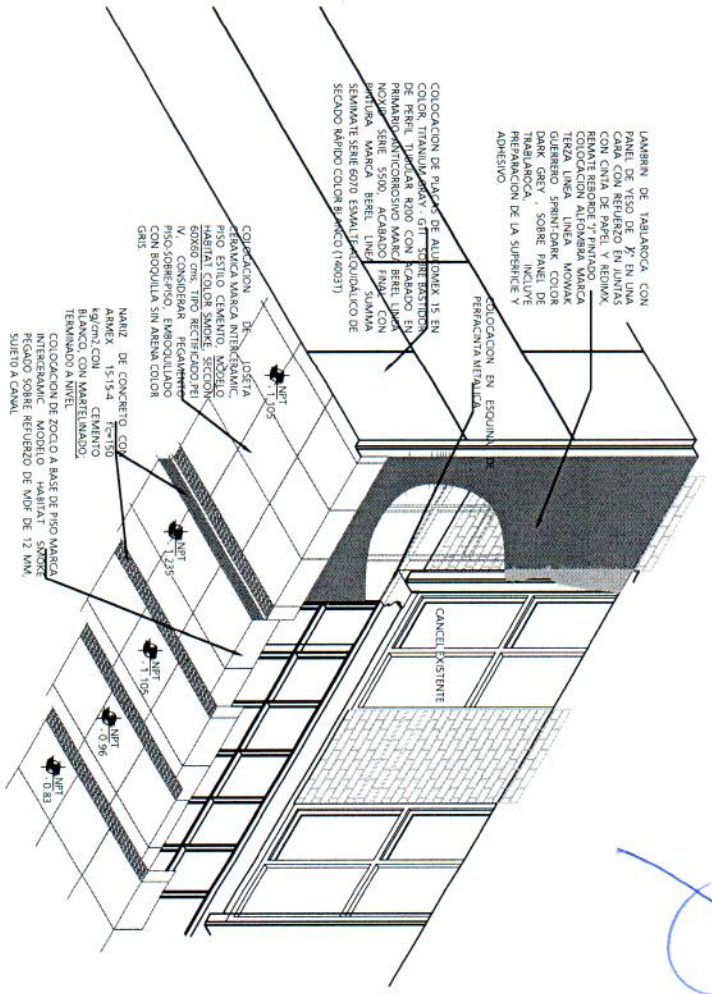 LAMBRIN DE TABLAROCA CON
PANEL DE YESO DE EN UNA
CARA CON REFUERZO EN JUNTAS
CON CINTA DE PAPEL Y REDIMIX,
REMATE REBORDE "J" PINTADO
COLOCACION ALFOMBRA MARCA
TERZA LINEA LINEA MOWAK
GUERRERO SPRINT-DARK COLOR
DARK GREY , SOBRE PANEL DE
TRABLAROCA, INCLUYE
PREPARACION DE LA SUPERFICE Y
ADHESIVO.
COLOCACION DE PLACAS DE ALUCOMEX 15 EN
COLOR, TITANIUM GRAY - G11 SOBRE BASTIDOR
DE PERFIL TUBULAR R200 CON ACABADO EN
PRIMARIO ANTICORROSIVO MARCA BEREL LINEA
NOXID SERIE 5500, ACABADO FINAL CON
PINTURA MARCA BEREL LINEA SUMMA
SEMIMATE SERIE 6070 ESMALTE ALQUIDÁLICO DE
SECADO RÁPIDO COLOR BLANCO (14003T)
COLOCACION EN ESQUINA DE
PERFACINTA METALICA
COLOCACION DE LOSETA
CERAMICA MARCA INTERCERAMIC,
PISO ESTILO CEMENTO, MODELO
HABITAT COLOR SMOKE, SECCION
60X60 cms, TIPO RECTIFICADO,PEI
IV, CONSIDERAR PEGAMENTO
PISO-SOBRE-PISO, EMBOQUILLADO
CON BOQUILLA SIN ARENA COLOR
GRIS,
NARIZ DE CONCRETO CON
ARMEX 15-15-4 F'C=150
kg/cm2,CON CEMENTO
BLANCO, CON MARTELINADO,
TERMINADO A NIVEL
COLOCACION DE ZOCLO A BASE DE PISO MARCA
INTERCERAMIC MODELO HABITAT SMOKE
PEGADO SOBRE REFUERZO DE MDF DE 12 MM,
SUJETO A CANAL
CANCEL EXISTENTE
NPT
- 1.105
NPT
- 1.235
NPT
- 1.105
NPT
- 0.96
NPT
- 0.83